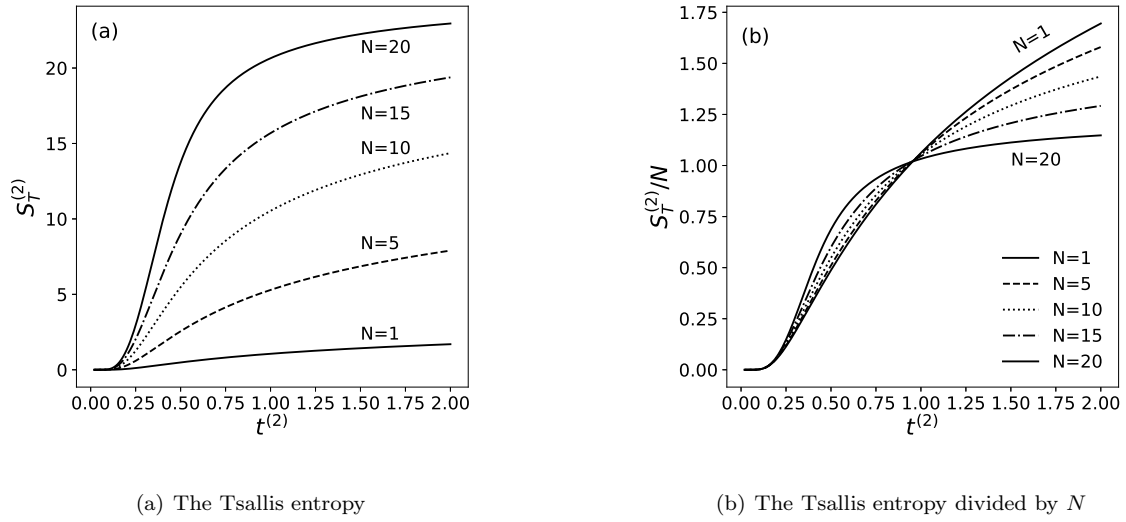 (a)
N=20
N=15
N=10
N=5
N=1
20
15
10
5
0
S_T^{(2)}
0.00 0.25 0.50 0.75 1.00 1.25 1.50 1.75 2.00
t^{(2)}
(a) The Tsallis entropy
(b)
N=1
N=20
1.75
1.50
1.25
1.00
0.75
0.50
0.25
0.00
S_T^{(2)}/N
N=1
N=5
N=10
N=15
N=20
0.00 0.25 0.50 0.75 1.00 1.25 1.50 1.75 2.00
t^{(2)}
(b) The Tsallis entropy divided by N